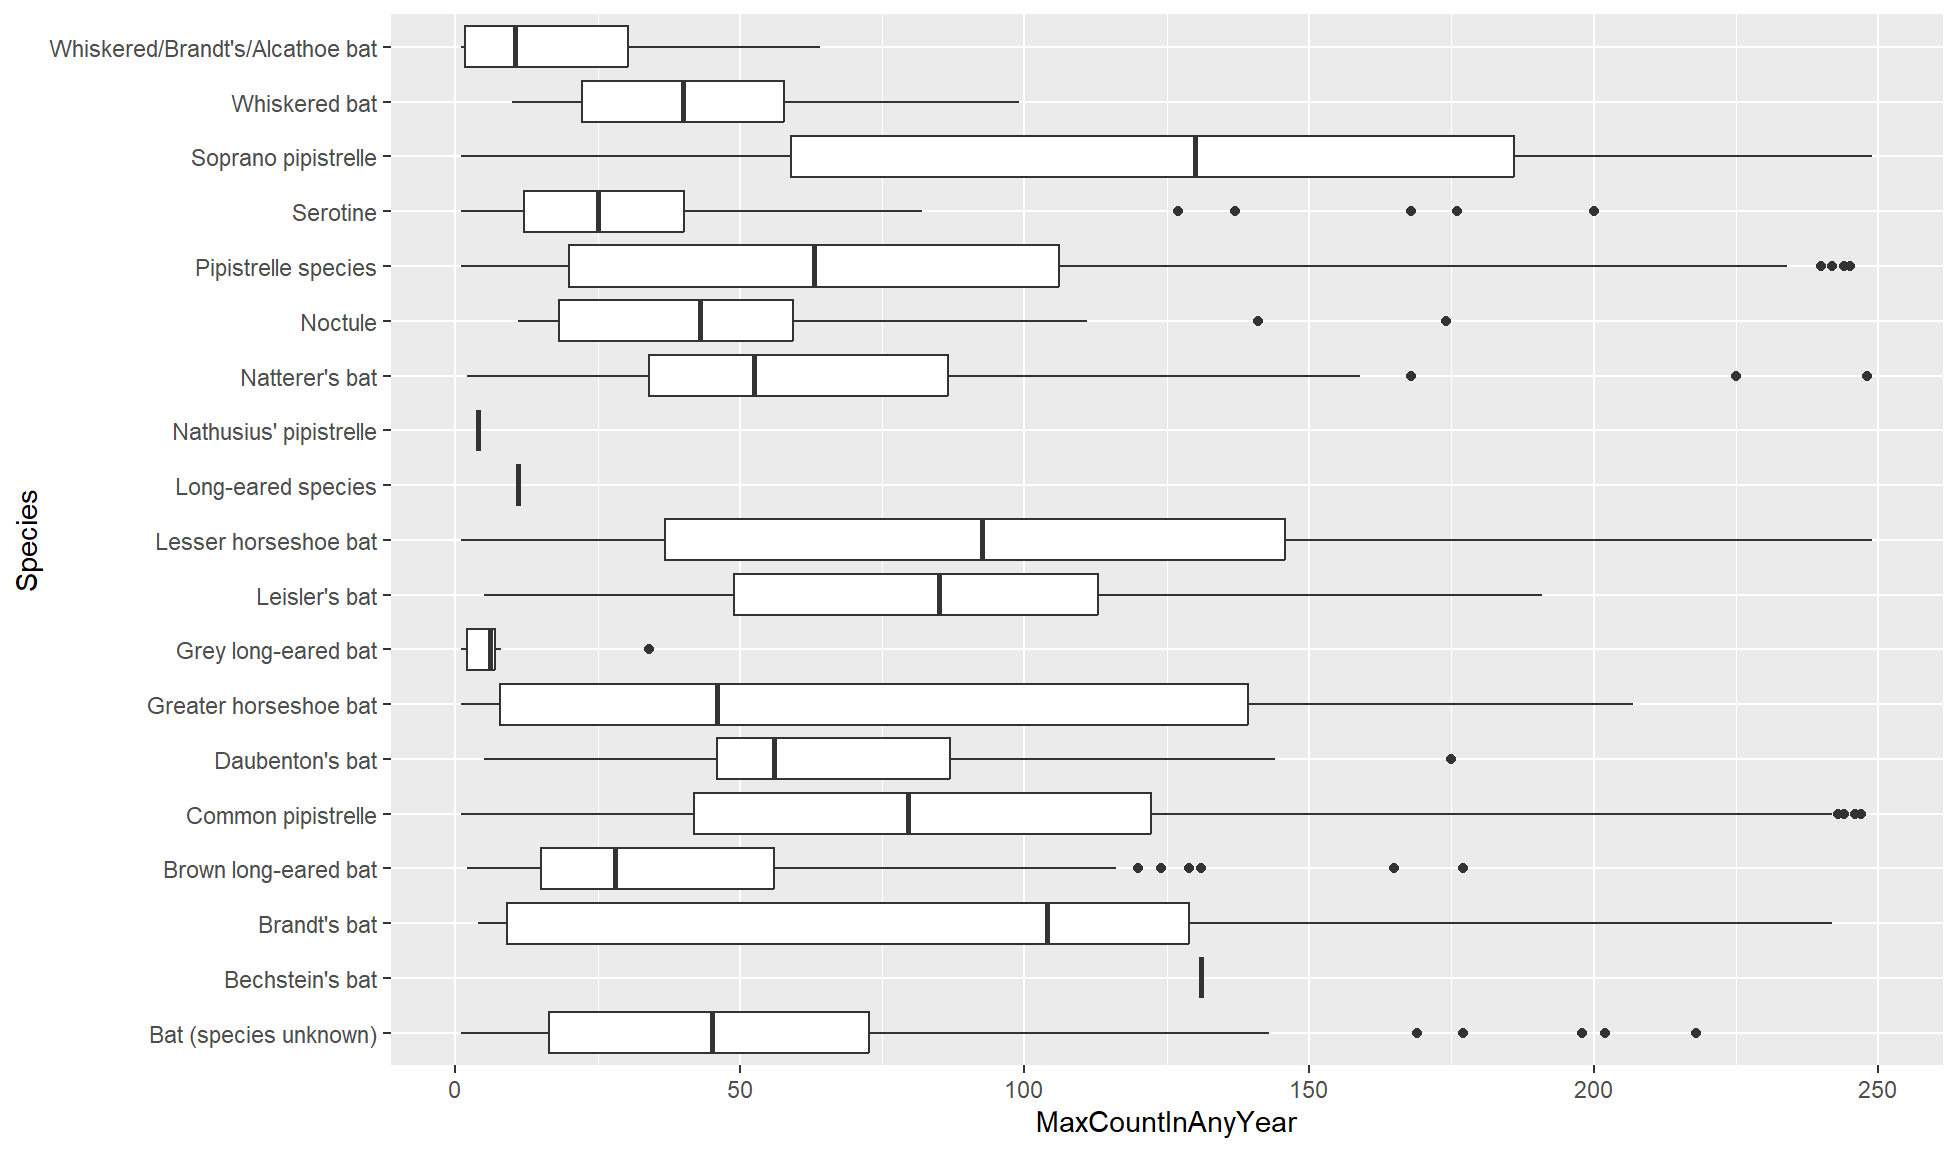 Whiskered/Brandt's/Alcathoe bat
Whiskered bat
Soprano pipistrelle
Serotine
Pipistrelle species
Noctule
Natterer's bat
Nathusius' pipistrelle
Long-eared species
Lesser horseshoe bat
Leisler's bat
Grey long-eared bat
Greater horseshoe bat
Daubenton's bat
Common pipistrelle
Brown long-eared bat
Brandt's bat
Bechstein's bat
Bat (species unknown)
Species
0 50 100 150 200 250
MaxCountInAnyYear